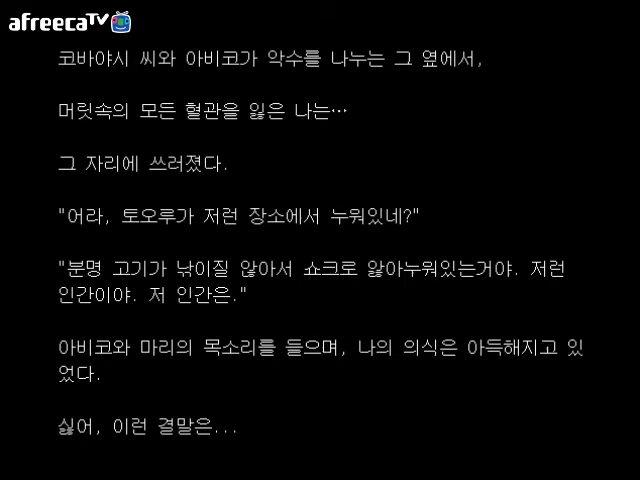 afreecaTV
코바야시 씨와 아비코가 악수를 나누는 그 옆에서,
머릿속의 모든 혈관을 잃은 나는…
그 자리에 쓰러졌다.
"어라, 토오루가 저런 장소에서 누워있네?"
"분명 고기가 낚이질 않아서 쇼크로 앓아누워있는거야. 저런
인간이야. 저 인간은."
아비코와 마리의 목소리를 들으며, 나의 의식은 아득해지고 있
었다.
싫어, 이런 결말은...